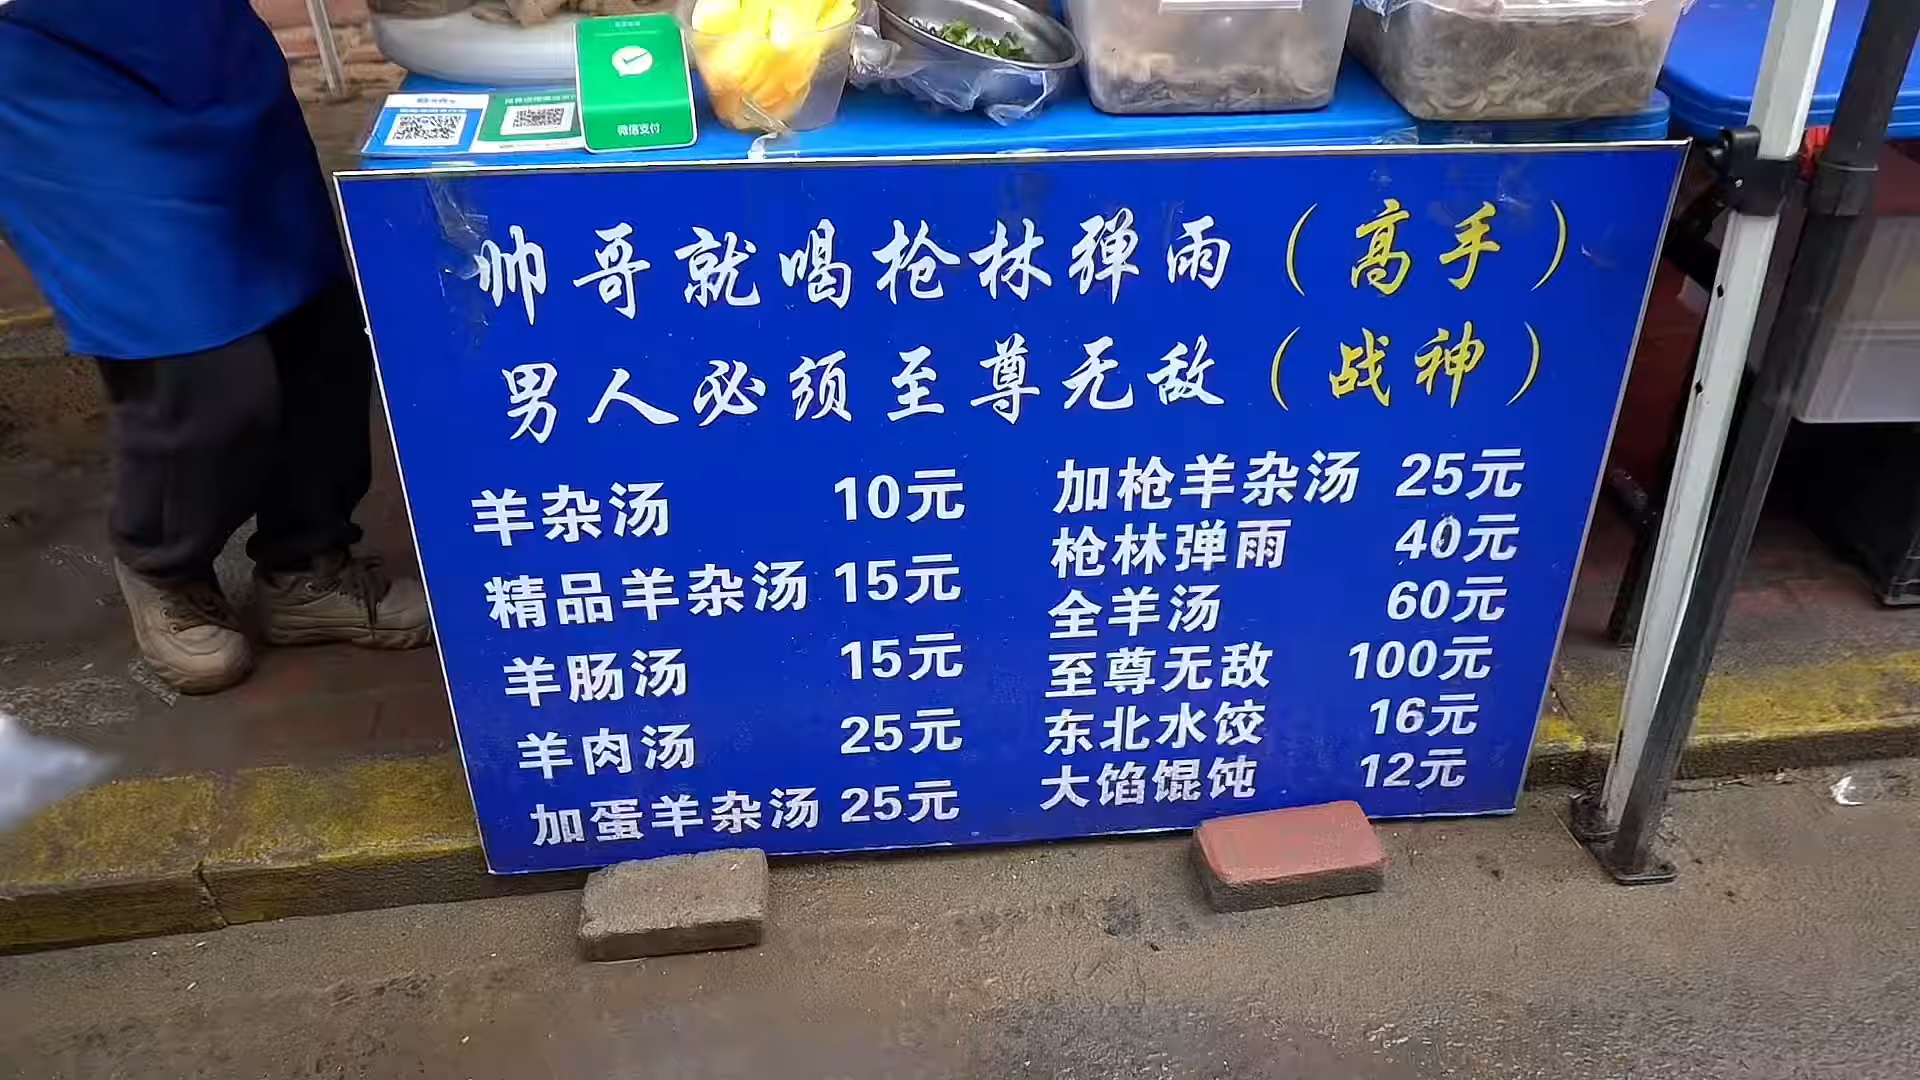 微信支付
帅哥就喝枪林弹雨（高手）
男人必须至尊无敌（战神）
羊杂汤 10元
精品羊杂汤 15元
羊肠汤 15元
羊肉汤 25元
加蛋羊杂汤 25元
加枪羊杂汤 25元
枪林弹雨 40元
全羊汤 60元
至尊无敌 100元
东北水饺 16元
大馅馄饨 12元